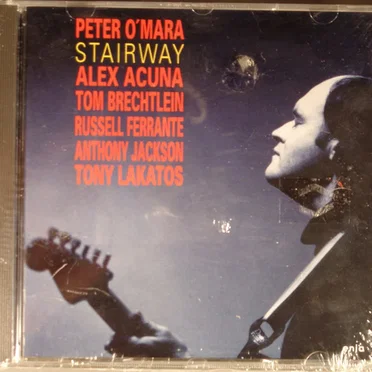 PETER O'MARA
STAIRWAY
ALEX ACUNA
TOM BRECHTLEIN
RUSSELL FERRANTE
ANTHONY JACKSON
TONY LAKATOS
enja